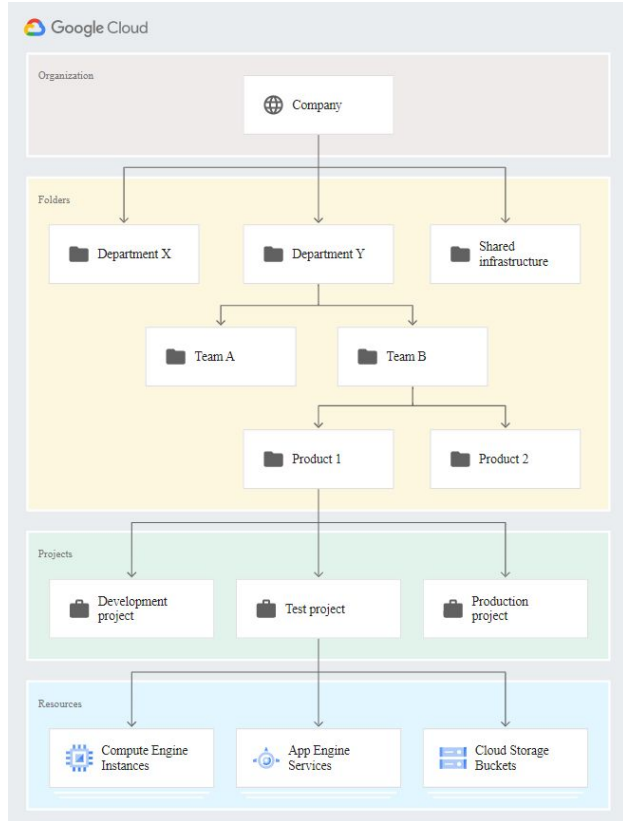 Google Cloud
Organization
Company
Folders
Department X
Department Y
Shared
infrastructure
Team A
Team B
Product 1
Product 2
Projects
Development
project
Test project
Production
project
Resources
Compute Engine
Instances
App Engine
Services
Cloud Storage
Buckets